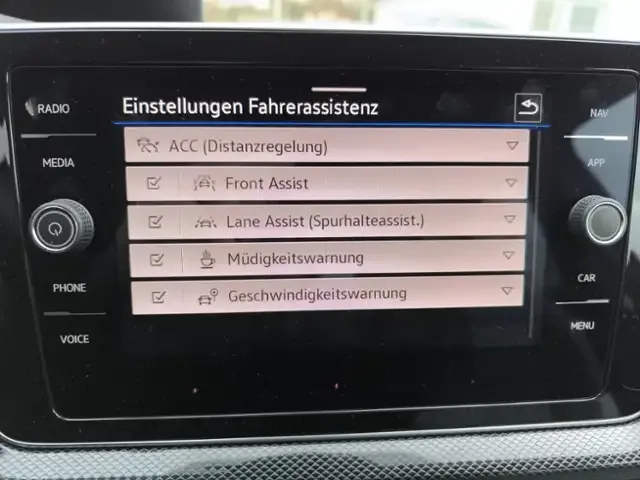 Einstellungen Fahrerassistenz
ACC (Distanzregelung)
Front Assist
Lane Assist (Spurhalteassist.)
Müdigkeitswarnung
Geschwindigkeitswarnung
RADIO
MEDIA
PHONE
VOICE
NAV
APP
CAR
MENU